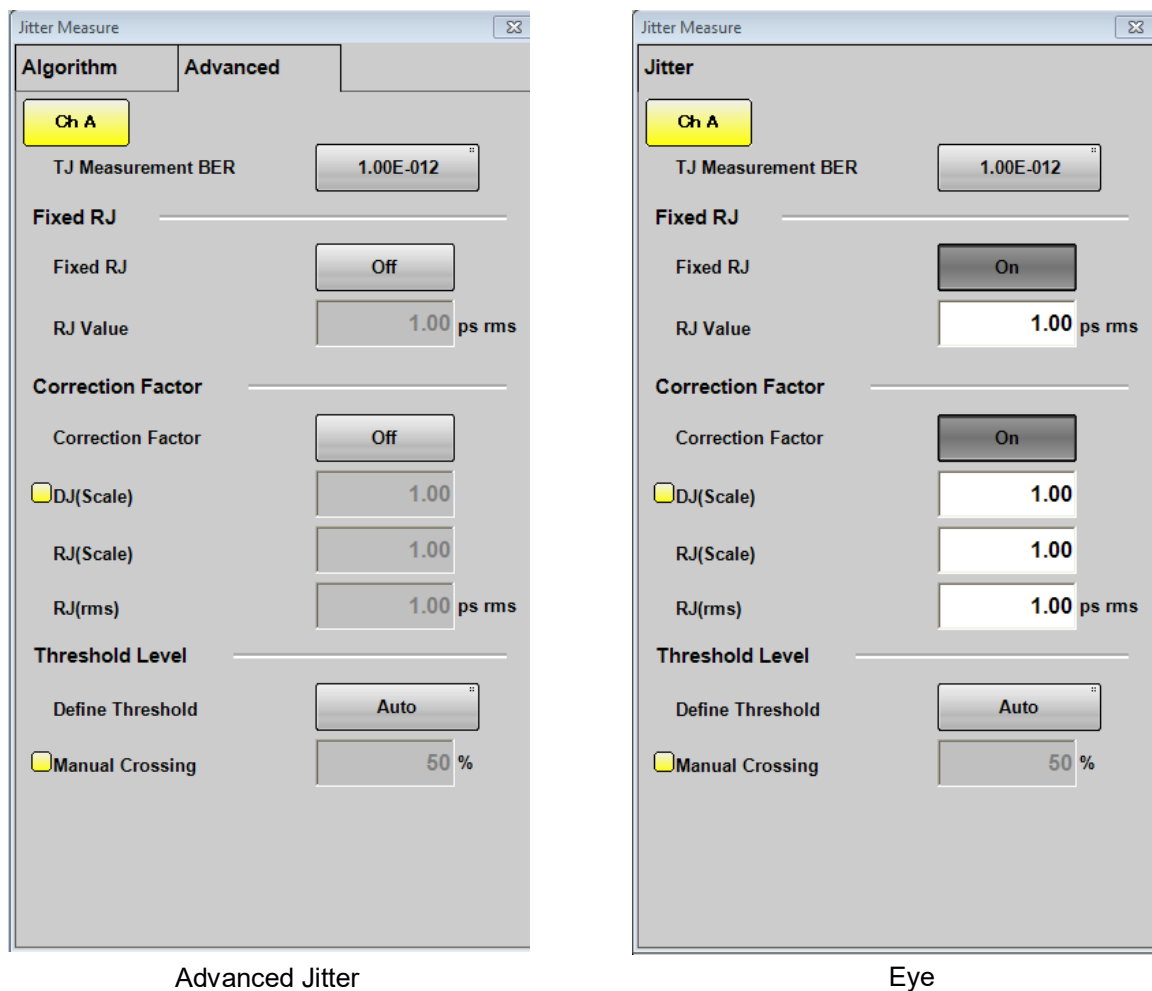 Jitter Measure
Algorithm Advanced
Ch A
TJ Measurement BER 1.00E-012
Fixed RJ
Fixed RJ Off
RJ Value 1.00 ps rms
Correction Factor
Correction Factor Off
DJ(Scale) 1.00
RJ(Scale) 1.00
RJ(rms) 1.00 ps rms
Threshold Level
Define Threshold Auto
Manual Crossing 50 %
Advanced Jitter
Jitter Measure
Jitter
Ch A
TJ Measurement BER 1.00E-012
Fixed RJ
Fixed RJ On
RJ Value 1.00 ps rms
Correction Factor
Correction Factor On
DJ(Scale) 1.00
RJ(Scale) 1.00
RJ(rms) 1.00 ps rms
Threshold Level
Define Threshold Auto
Manual Crossing 50 %
Eye